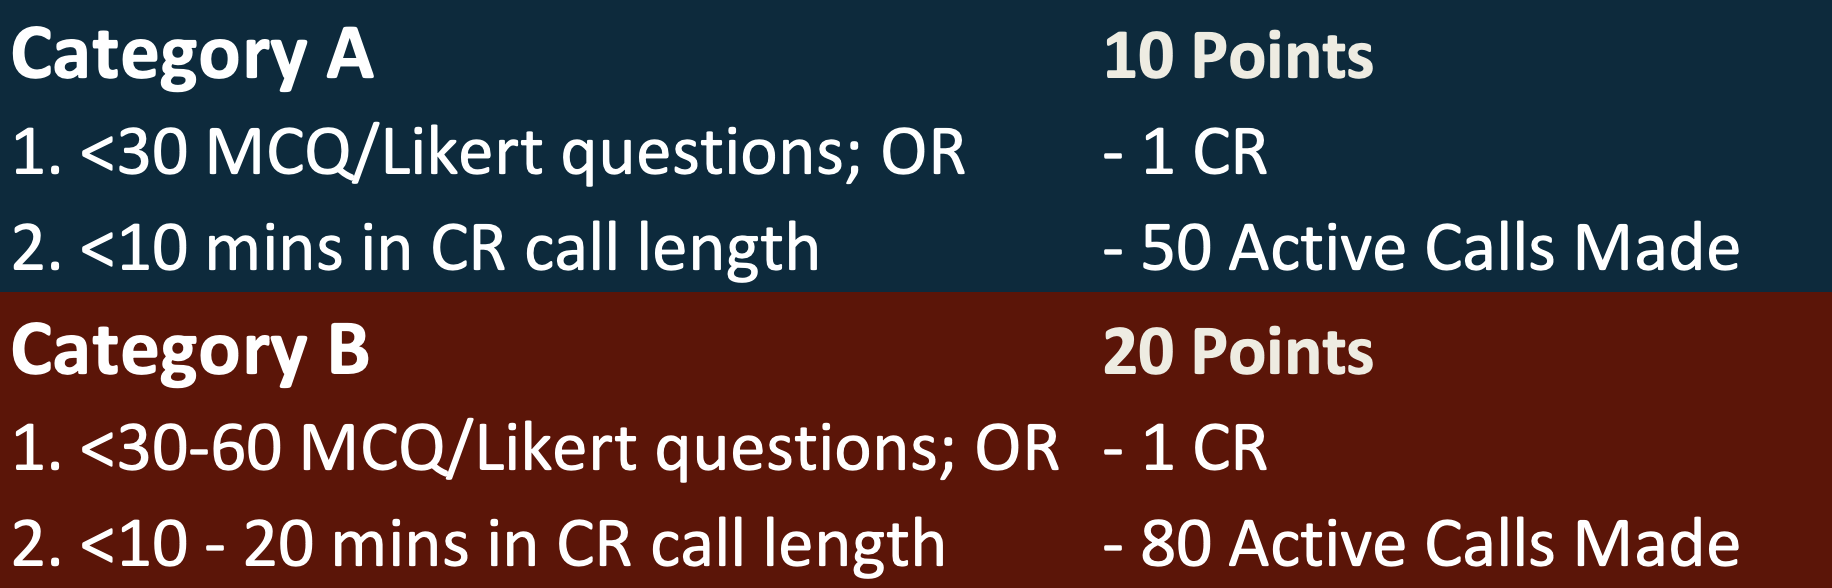 Category A 10 Points
1. <30 MCQ/Likert questions; OR - 1 CR
2. <10 mins in CR call length - 50 Active Calls Made
Category B 20 Points
1. <30-60 MCQ/Likert questions; OR - 1 CR
2. <10 - 20 mins in CR call length - 80 Active Calls Made